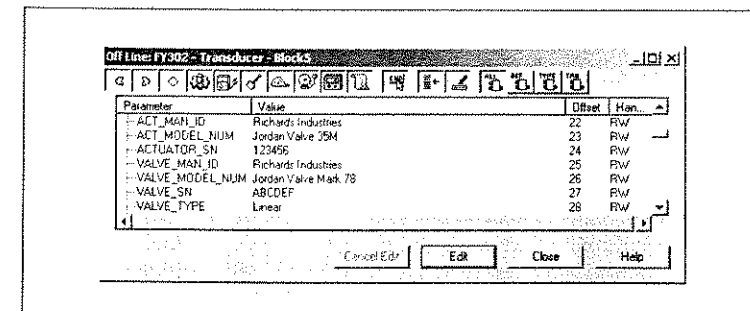 Off Line: FY302 - Transducer - Block5
Parameter Value Offset Han...
ACT_MAN_ID Richards Industries 22 RW
ACT_MODEL_NUM Jordan Valve 35M 23 RW
ACTUATOR_SN 123456 24 RW
VALVE_MAN_ID Richards Industries 25 RW
VALVE_MODEL_NUM Jordan Valve Mark 78 26 RW
VALVE_SN ABCDEF 27 RW
VALVE_TYPE Linear 28 RW
Cancel Edit Edit Close Help